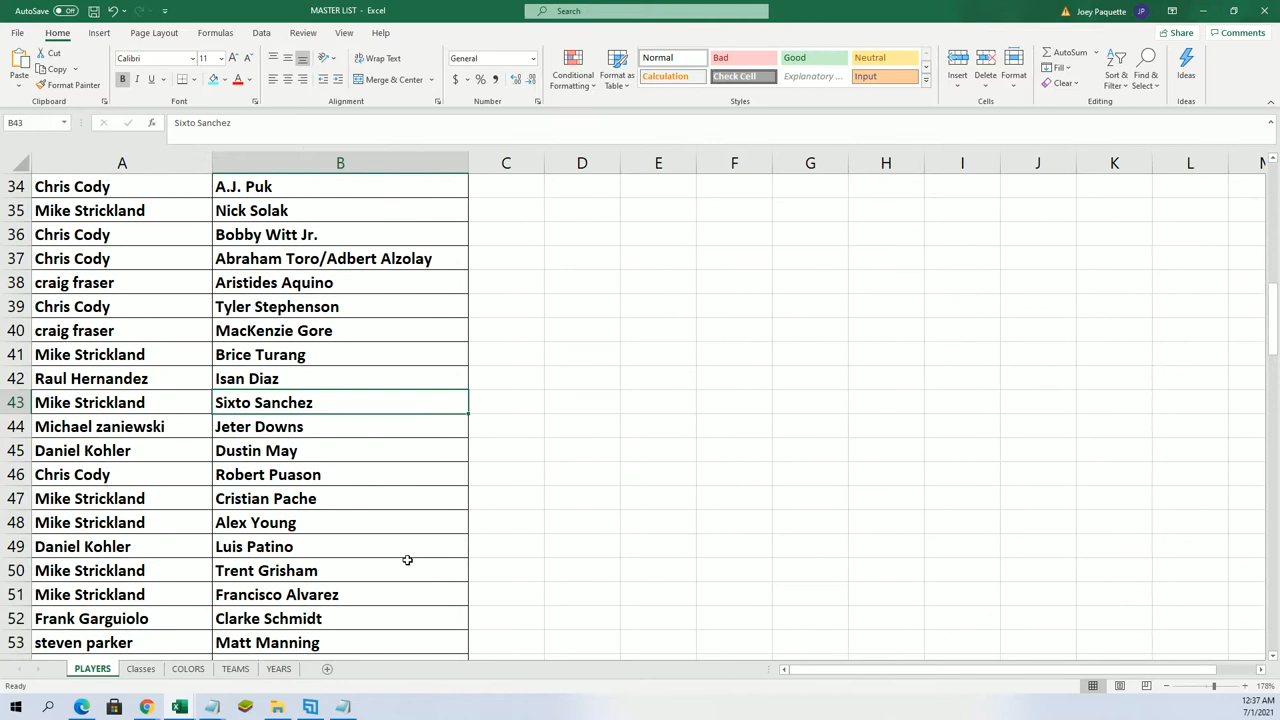 AutoSave Off MASTER LIST - Excel Search Joey Paquette JP
File Home Insert Page Layout Formulas Data Review View Help Share Comments
Paste Cut Copy Format Painter Clipboard
Calibri 11 B I U A Font
Wrap Text Merge & Center Alignment
General $ % Number
Conditional Formatting Format as Table
Normal Bad Good Neutral
Calculation Check Cell Explanatory ... Input
Styles
Insert Delete Format Cells
AutoSum Fill Clear Sort & Filter Find & Select Editing
Ideas Ideas
B43 fx Sixto Sanchez
A B C D E F G H I J K L M
34 Chris Cody A.J. Puk
35 Mike Strickland Nick Solak
36 Chris Cody Bobby Witt Jr.
37 Chris Cody Abraham Toro/Adbert Alzolay
38 craig fraser Aristides Aquino
39 Chris Cody Tyler Stephenson
40 craig fraser MacKenzie Gore
41 Mike Strickland Brice Turang
42 Raul Hernandez Isan Diaz
43 Mike Strickland Sixto Sanchez
44 Michael zaniewski Jeter Downs
45 Daniel Kohler Dustin May
46 Chris Cody Robert Puason
47 Mike Strickland Cristian Pache
48 Mike Strickland Alex Young
49 Daniel Kohler Luis Patino
50 Mike Strickland Trent Grisham
51 Mike Strickland Francisco Alvarez
52 Frank Garguiolo Clarke Schmidt
53 steven parker Matt Manning
PLAYERS Classes COLORS TEAMS YEARS
Ready 178%
12:37 AM
7/1/2021